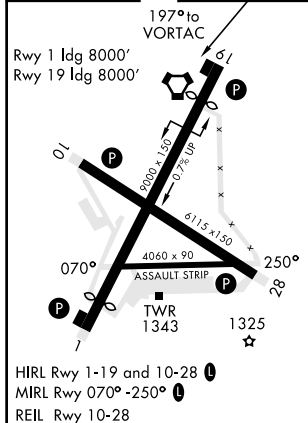 197° to
VORTAC
Rwy 1 ldg 8000'
Rwy 19 ldg 8000'
19
P
10
P
9000 x 150
0.7% UP
6115 x150
4060 x 90
070°
250°
ASSAULT STRIP
28
P
P
TWR
1343
1325
1
HIRL Rwy 1-19 and 10-28 L
MIRL Rwy 070° -250° L
REIL Rwy 10-28